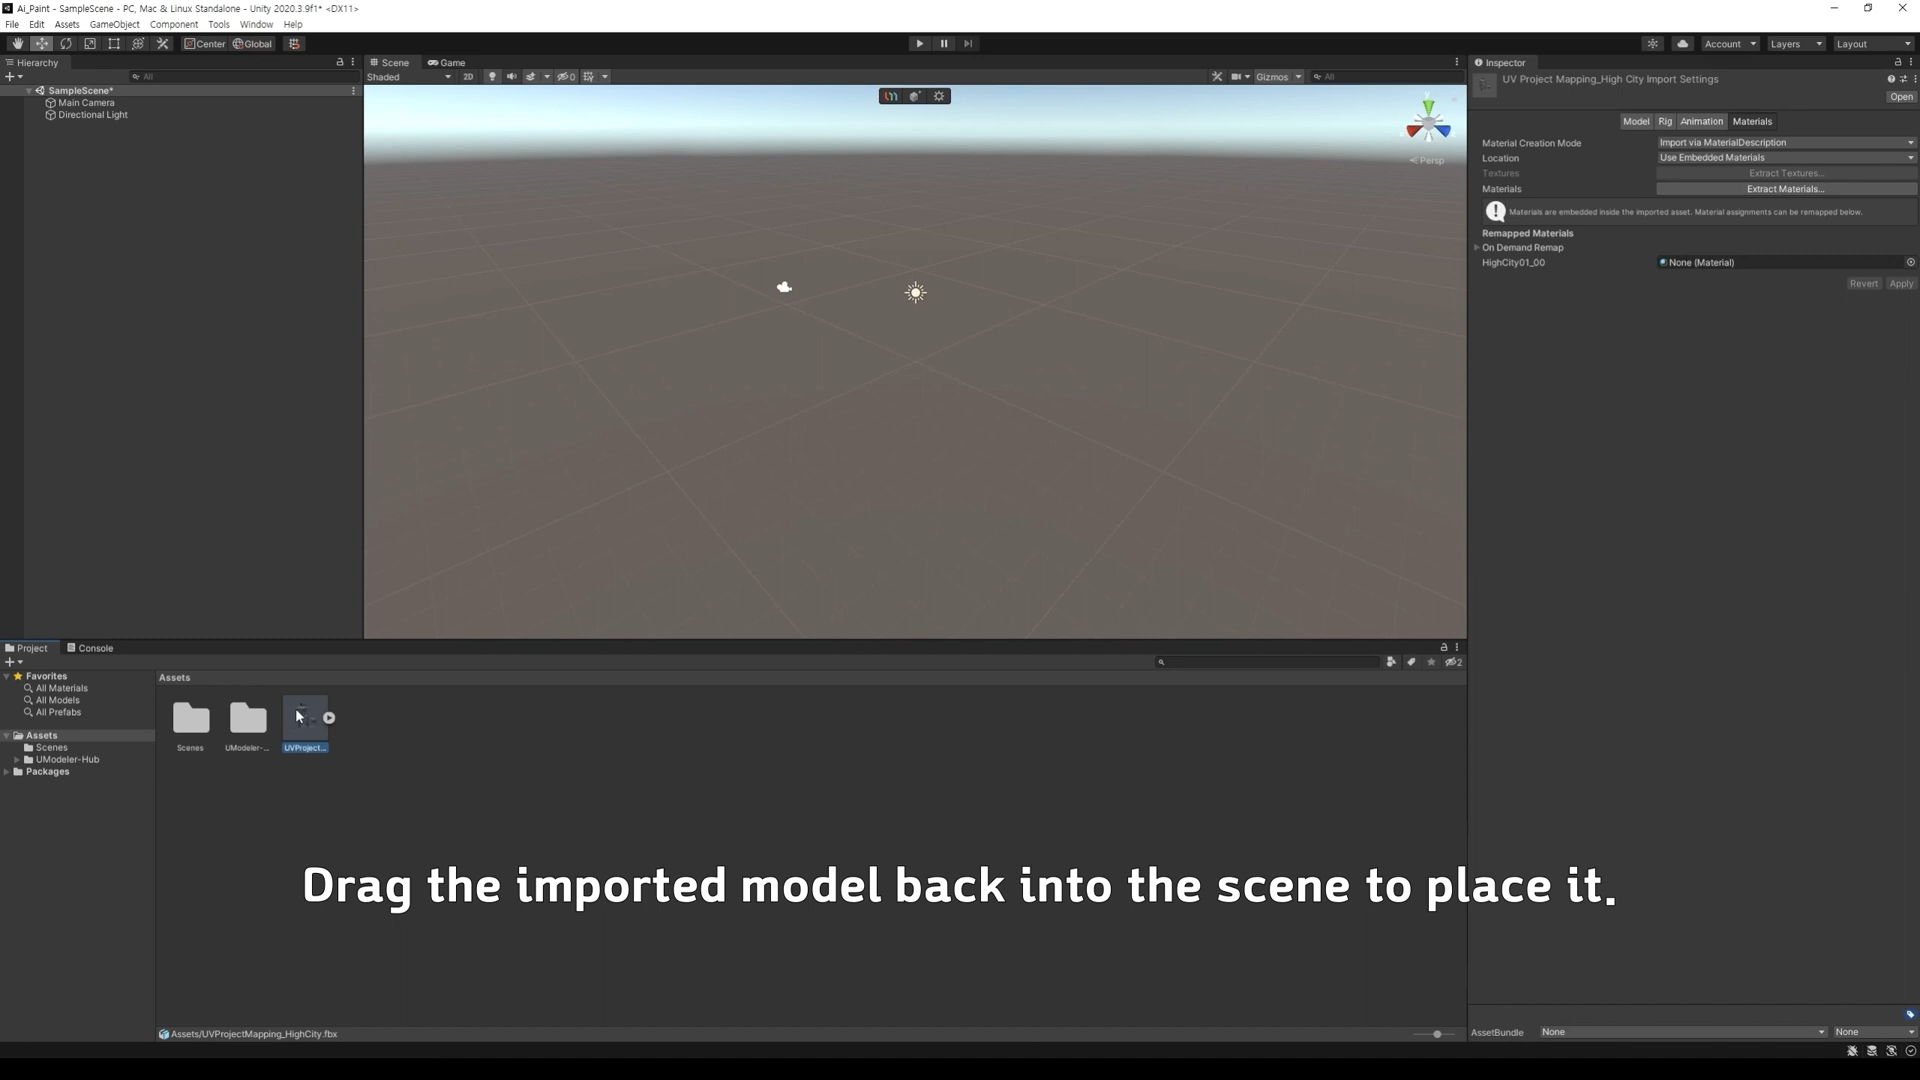 Ai_Paint - SampleScene - PC, Mac & Linux Standalone - Unity 2020.3.9f1* <DX11>
File Edit Assets GameObject Component Tools Window Help
Center Global
Account Layers Layout
Hierarchy
All
SampleScene*
Main Camera
Directional Light
Scene Game
Shaded 2D 0 Gizmos All
Persp
Inspector
UV Project Mapping_High City Import Settings
Open
Model Rig Animation Materials
Material Creation Mode Import via MaterialDescription
Location Use Embedded Materials
Textures Extract Textures...
Materials Extract Materials...
Materials are embedded inside the imported asset. Material assignments can be remapped below.
Remapped Materials
On Demand Remap
HighCity01_00 None (Material)
Revert Apply
Project Console
2
Favorites
All Materials
All Models
All Prefabs
Assets
Scenes
UModeler-Hub
Packages
Assets
Scenes UModeler-... UVProject...
Drag the imported model back into the scene to place it.
Assets/UVProjectMapping_HighCity.fbx
AssetBundle None None